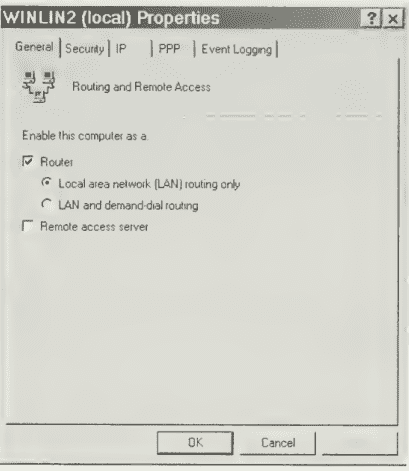 WINLIN2 (local) Properties
General Security IP PPP Event Logging
Routing and Remote Access
Enable this computer as a
Router
Local area network (LAN) routing only
LAN and demand-dial routing
Remote access server
OK Cancel